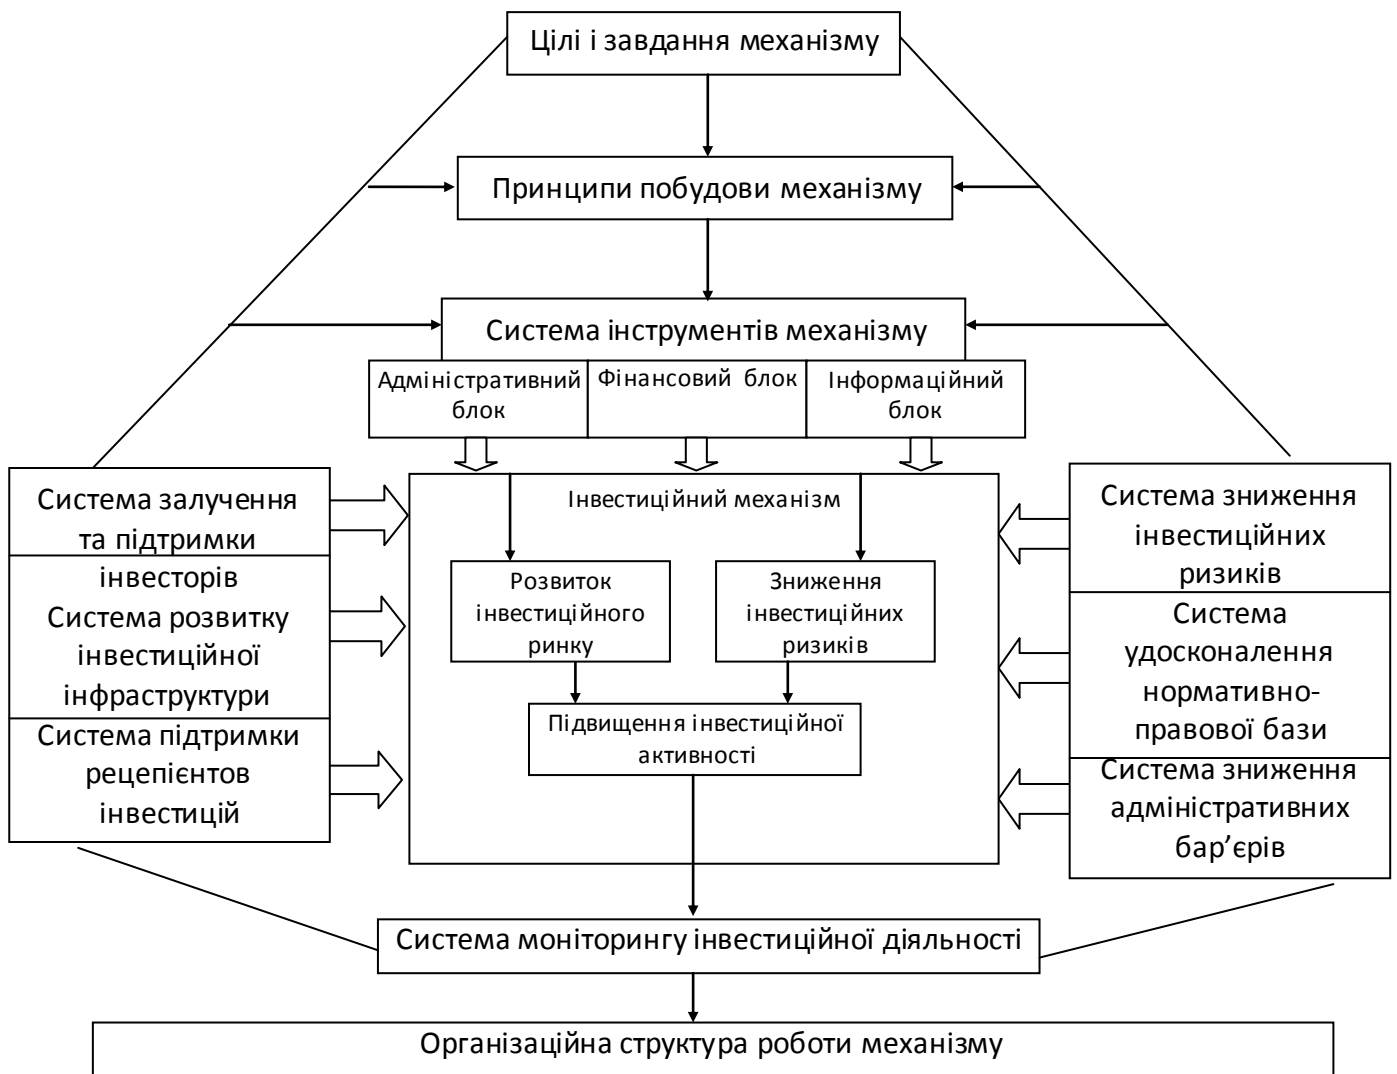 Цілі і завдання механізму
Принципи побудови механізму
Система інструментів механізму
Адміністративний
блок
Фінансовий блок
Інформаційний
блок
Система залучення
та підтримки
інвесторів
Система розвитку
інвестиційної
інфраструктури
Система підтримки
рецепієнтов
інвестицій
Інвестиційний механізм
Розвиток
інвестиційного
ринку
Зниження
інвестиційних
ризиків
Підвищення інвестиційної
активності
Система зниження
інвестиційних
ризиків
Система
удосконалення
нормативно-
правової бази
Система зниження
адміністративних
бар’єрів
Система моніторингу інвестиційної діяльності
Організаційна структура роботи механізму